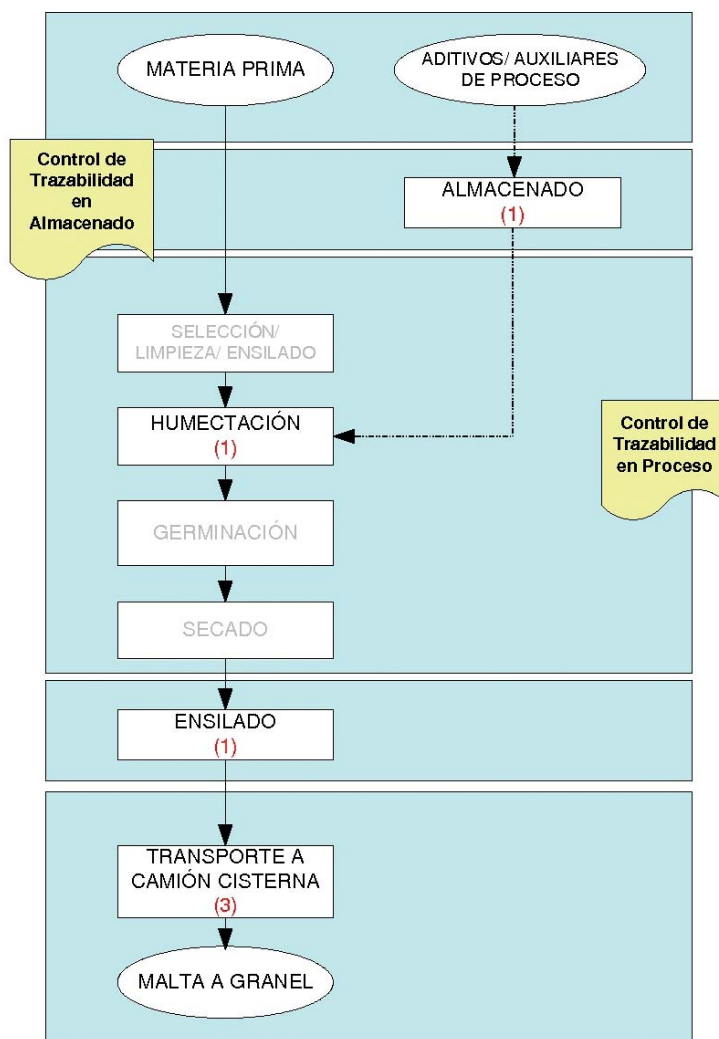 MATERIA PRIMA
ADITIVOS/ AUXILIARES
DE PROCESO
Control de
Trazabilidad
en
Almacenado
ALMACENADO
(1)
SELECCIÓN/
LIMPIEZA/ ENSILADO
HUMECTACIÓN
(1)
Control de
Trazabilidad
en Proceso
GERMINACIÓN
SECADO
ENSILADO
(1)
TRANSPORTE A
CAMIÓN CISTERNA
(3)
MALTA A GRANEL